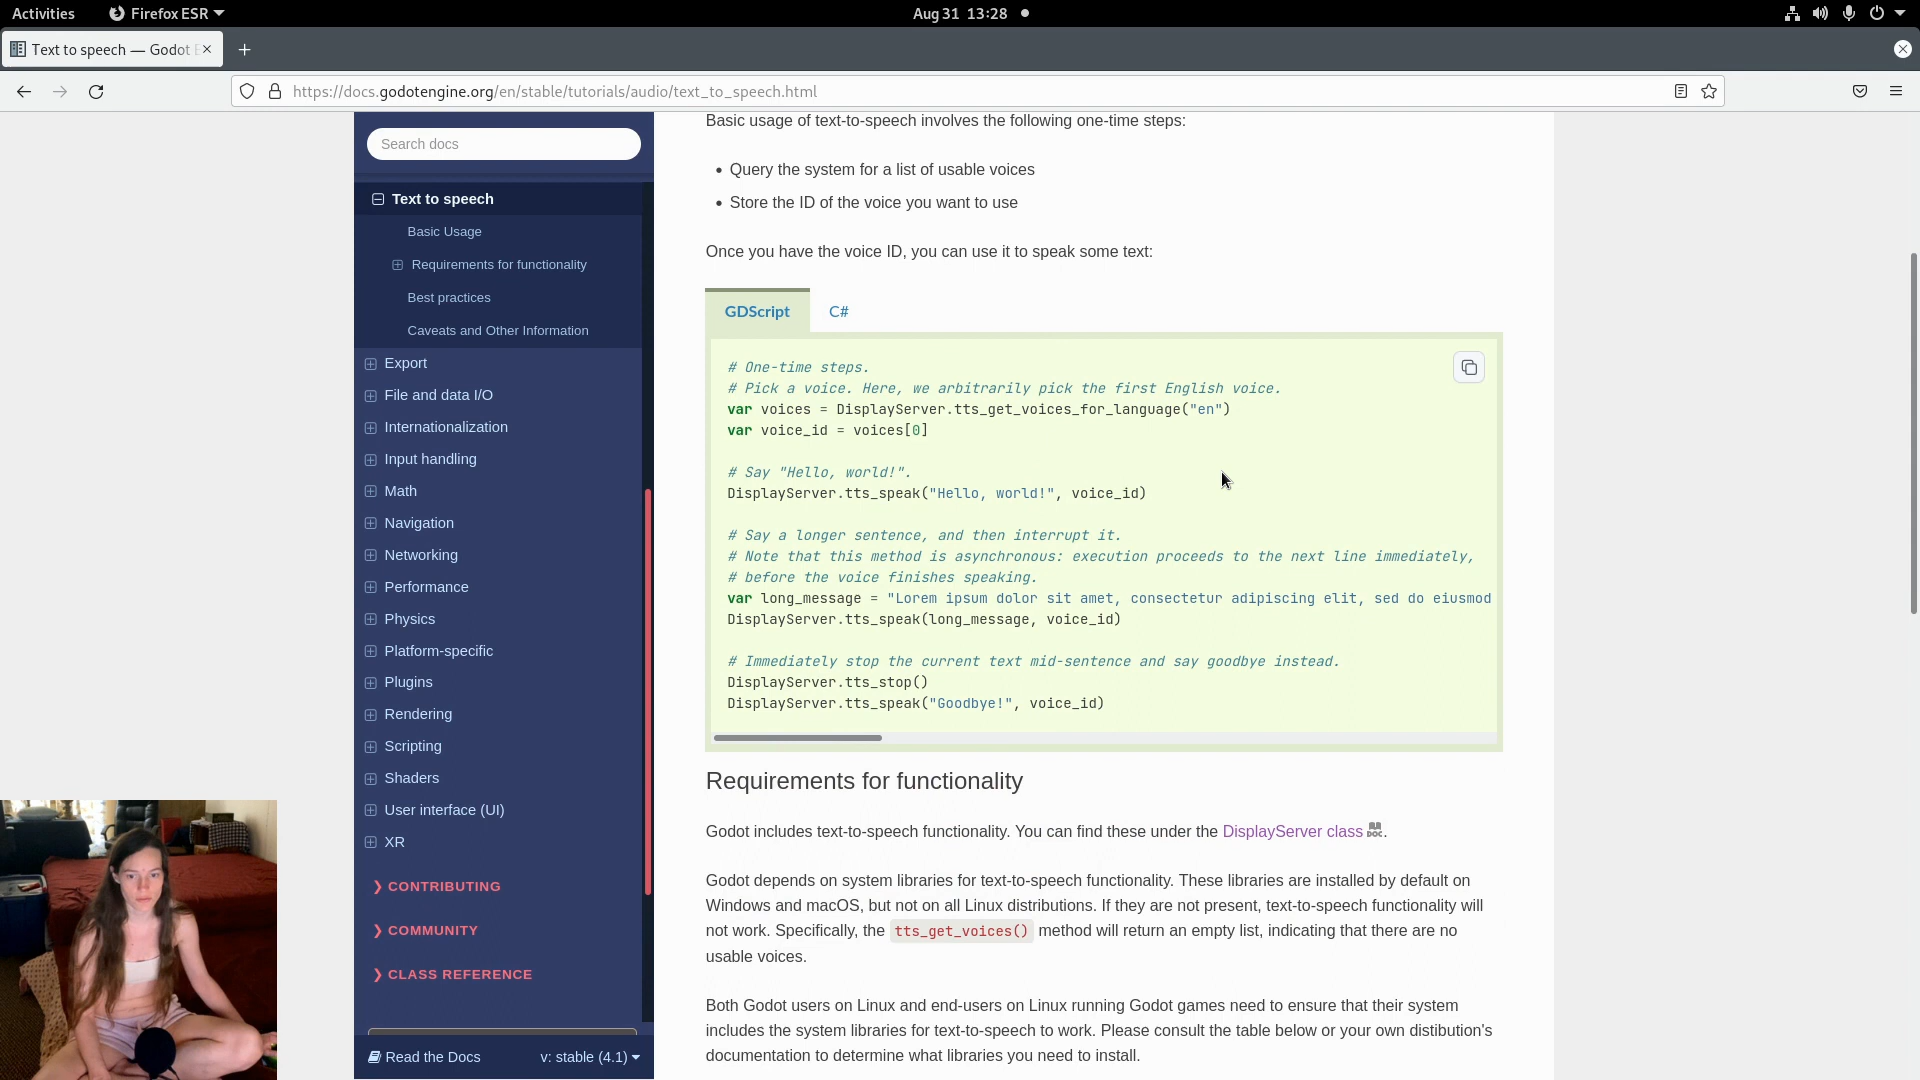 Activities
Firefox ESR
Aug 31 13:28
Text to speech — Godot E
https://docs.godotengine.org/en/stable/tutorials/audio/text_to_speech.html
Search docs
Text to speech
Basic Usage
Requirements for functionality
Best practices
Caveats and Other Information
Export
File and data I/O
Internationalization
Input handling
Math
Navigation
Networking
Performance
Physics
Platform-specific
Plugins
Rendering
Scripting
Shaders
User interface (UI)
XR
CONTRIBUTING
COMMUNITY
CLASS REFERENCE
Read the Docs
v: stable (4.1)
Basic usage of text-to-speech involves the following one-time steps:
• Query the system for a list of usable voices
• Store the ID of the voice you want to use
Once you have the voice ID, you can use it to speak some text:
GDScript C#
# One-time steps.
# Pick a voice. Here, we arbitrarily pick the first English voice.
var voices = DisplayServer.tts_get_voices_for_language("en")
var voice_id = voices[0]
# Say "Hello, world!".
DisplayServer.tts_speak("Hello, world!", voice_id)
# Say a longer sentence, and then interrupt it.
# Note that this method is asynchronous: execution proceeds to the next line immediately,
# before the voice finishes speaking.
var long_message = "Lorem ipsum dolor sit amet, consectetur adipiscing elit, sed do eiusmod
DisplayServer.tts_speak(long_message, voice_id)
# Immediately stop the current text mid-sentence and say goodbye instead.
DisplayServer.tts_stop()
DisplayServer.tts_speak("Goodbye!", voice_id)
Requirements for functionality
Godot includes text-to-speech functionality. You can find these under the DisplayServer class DOC.
Godot depends on system libraries for text-to-speech functionality. These libraries are installed by default on
Windows and macOS, but not on all Linux distributions. If they are not present, text-to-speech functionality will
not work. Specifically, the tts_get_voices() method will return an empty list, indicating that there are no
usable voices.
Both Godot users on Linux and end-users on Linux running Godot games need to ensure that their system
includes the system libraries for text-to-speech to work. Please consult the table below or your own distibution's
documentation to determine what libraries you need to install.